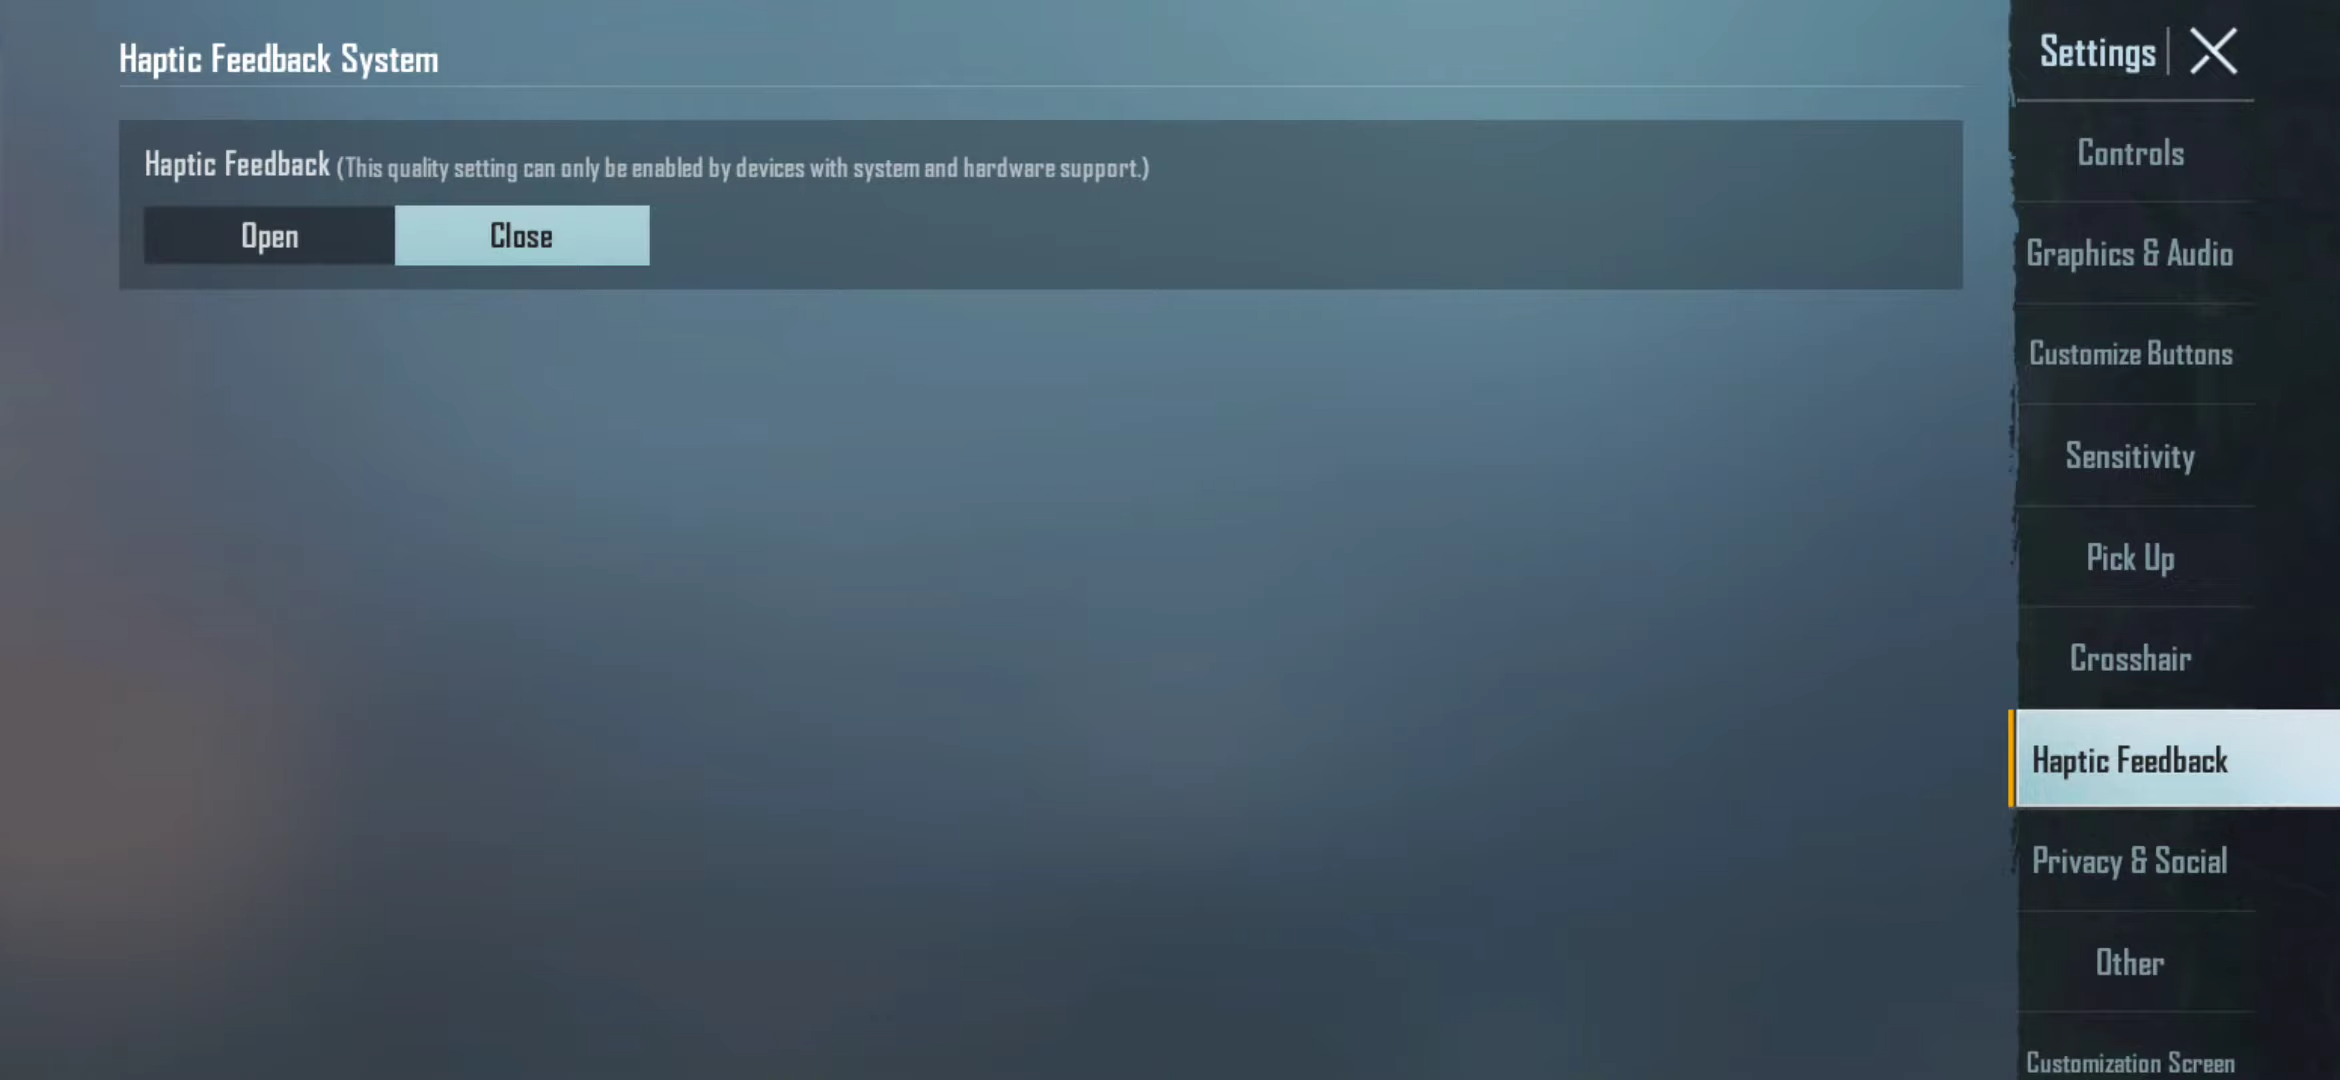 Haptic Feedback System
Haptic Feedback (This quality setting can only be enabled by devices with system and hardware support.)
Open
Close
Settings
Controls
Graphics & Audio
Customize Buttons
Sensitivity
Pick Up
Crosshair
Haptic Feedback
Privacy & Social
Other
Customization Screen